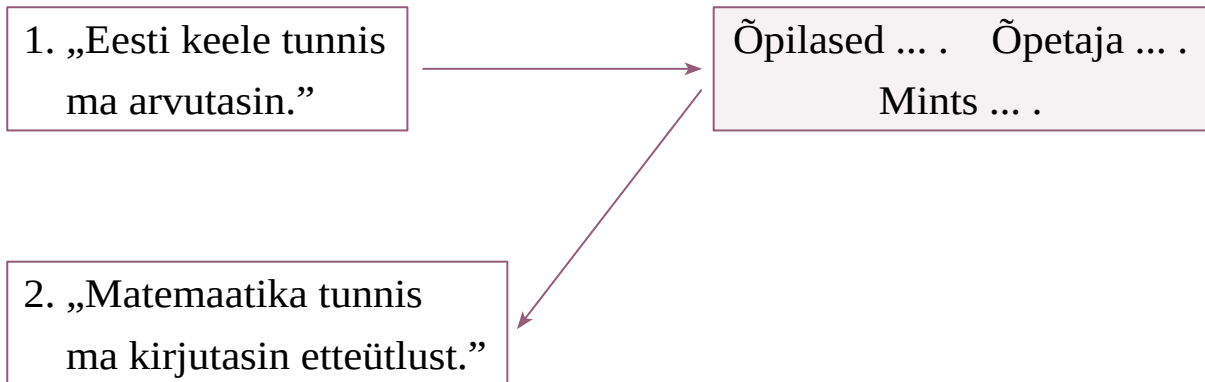 1. „Eesti keele tunnis
ma arvutasin.”
Õpilased ... . Õpetaja ... .
Mints ... .
2. „Matemaatika tunnis
ma kirjutasin etteütlust.”